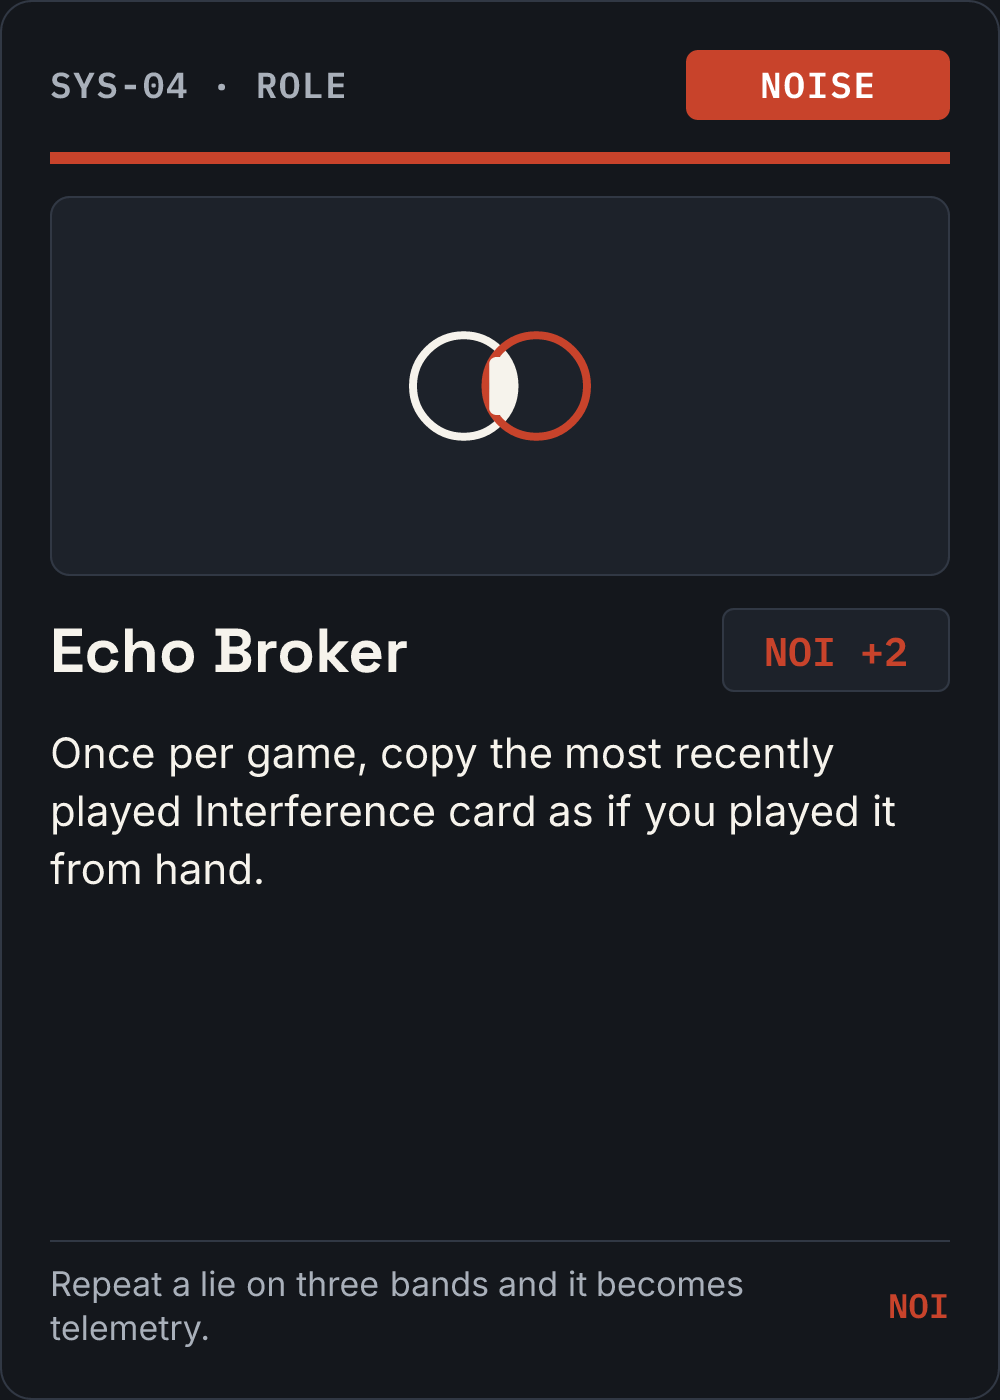 SYS-04 · ROLE
NOISE
Echo Broker
NOI +2
Once per game, copy the most recently
played Interference card as if you played it
from hand.
Repeat a lie on three bands and it becomes
telemetry.
NOI